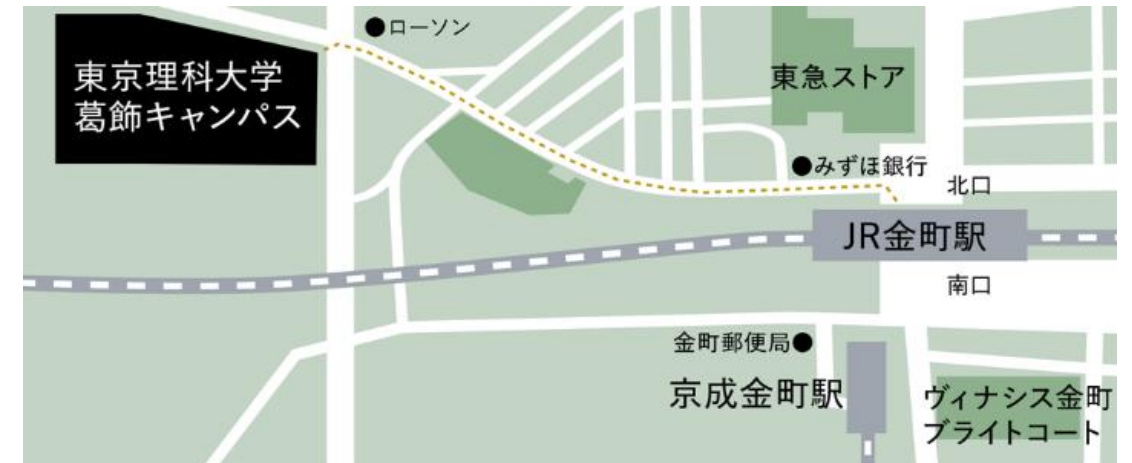 ローソン
東京理科大学
葛飾キャンパス
東急ストア
みずほ銀行
北口
JR金町駅
南口
金町郵便局
京成金町駅
ヴィナシス金町
ブライトコート